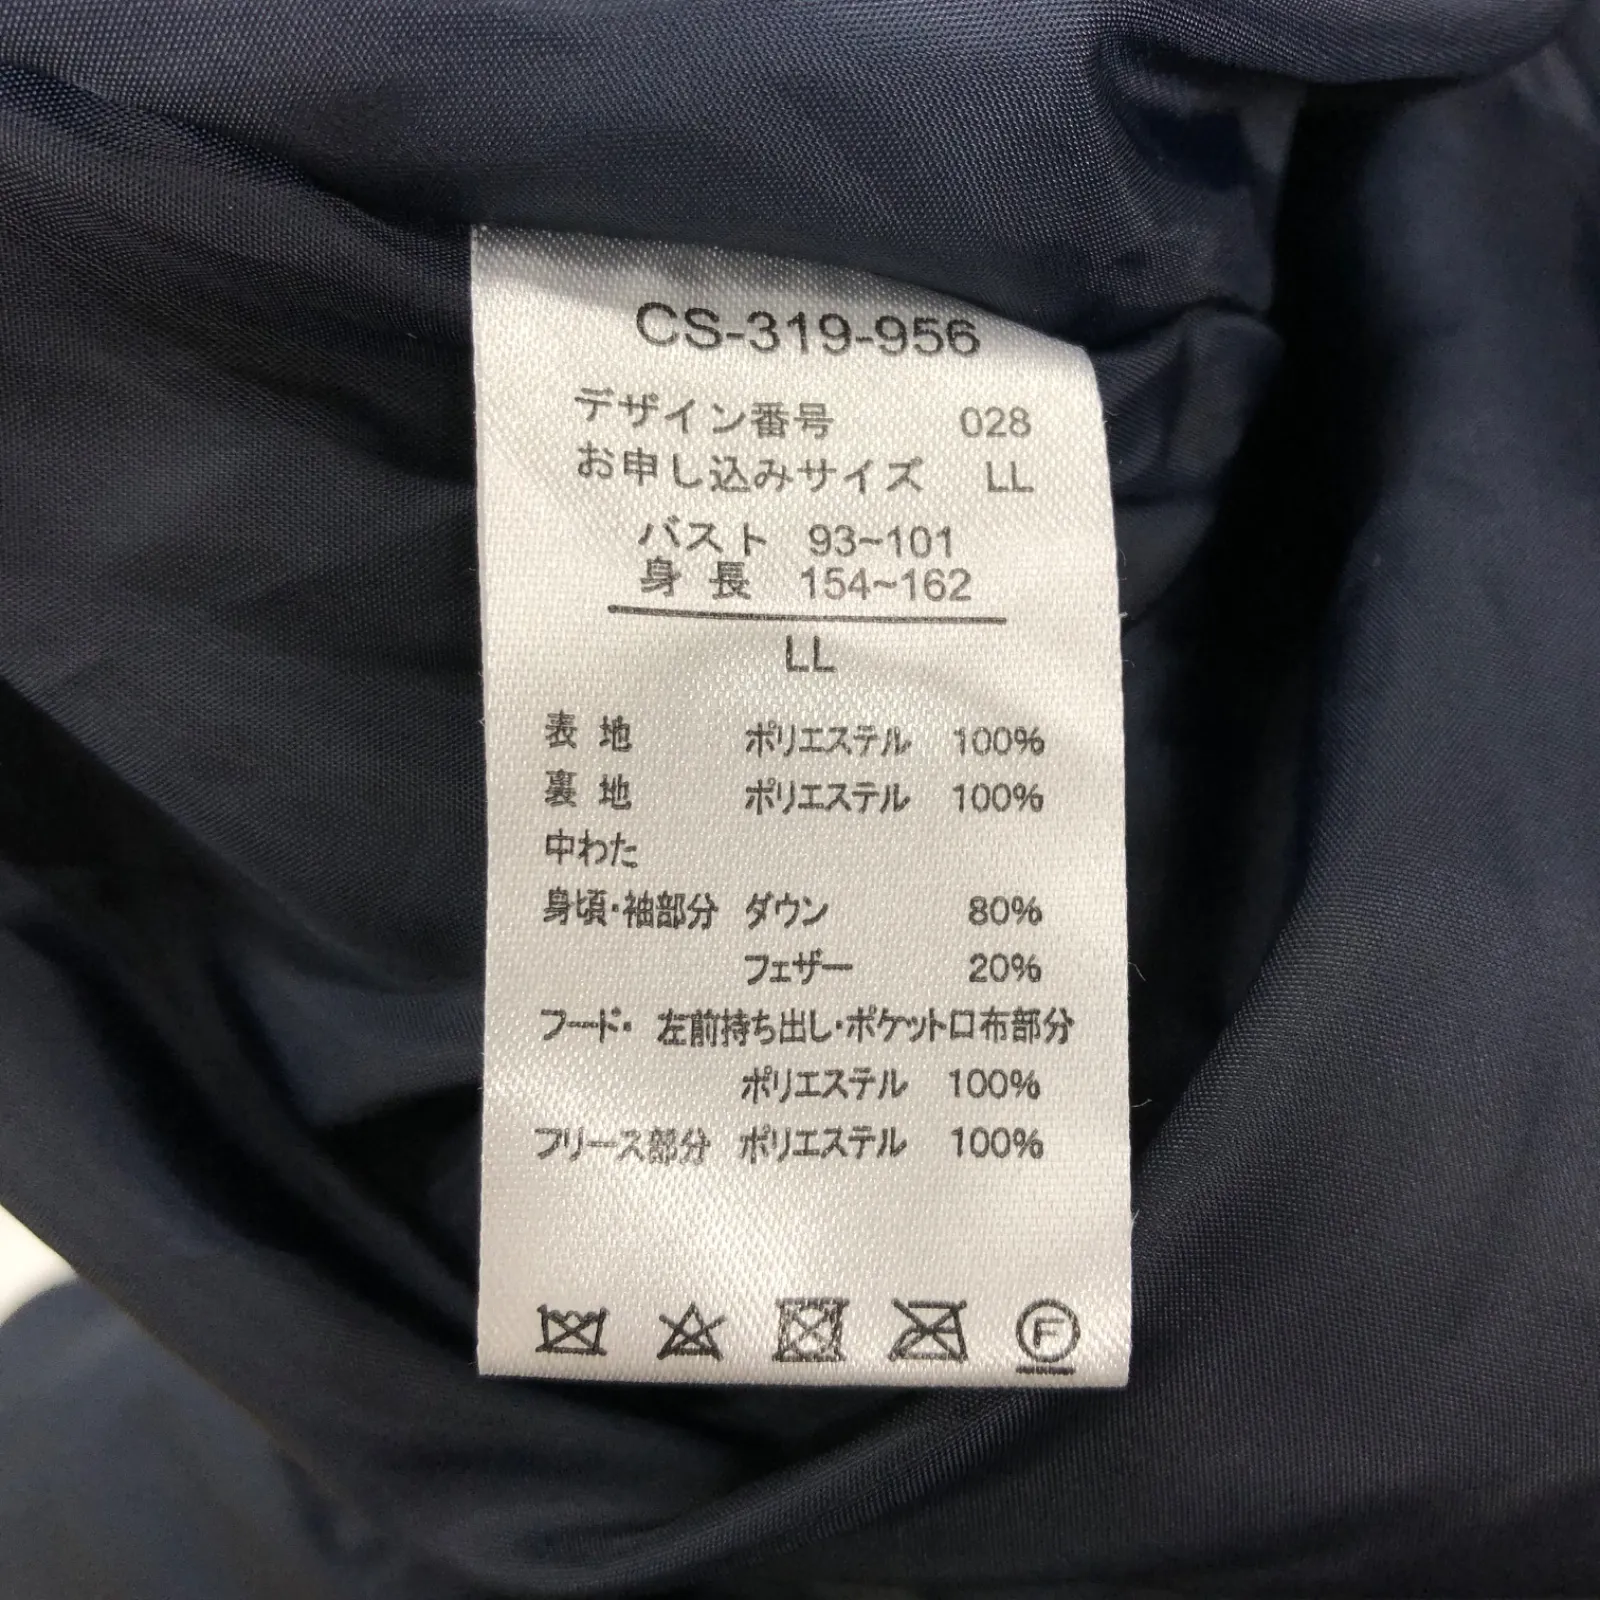 CS-319-956
デザイン番号 028
お申し込みサイズ LL
バスト 93~101
身長 154~162
LL
表地 ポリエステル 100%
裏地 ポリエステル 100%
中わた
身頃・袖部分 ダウン 80%
フェザー 20%
フード・左前持ち出し・ポケット口布部分
ポリエステル 100%
フリース部分 ポリエステル 100%
F